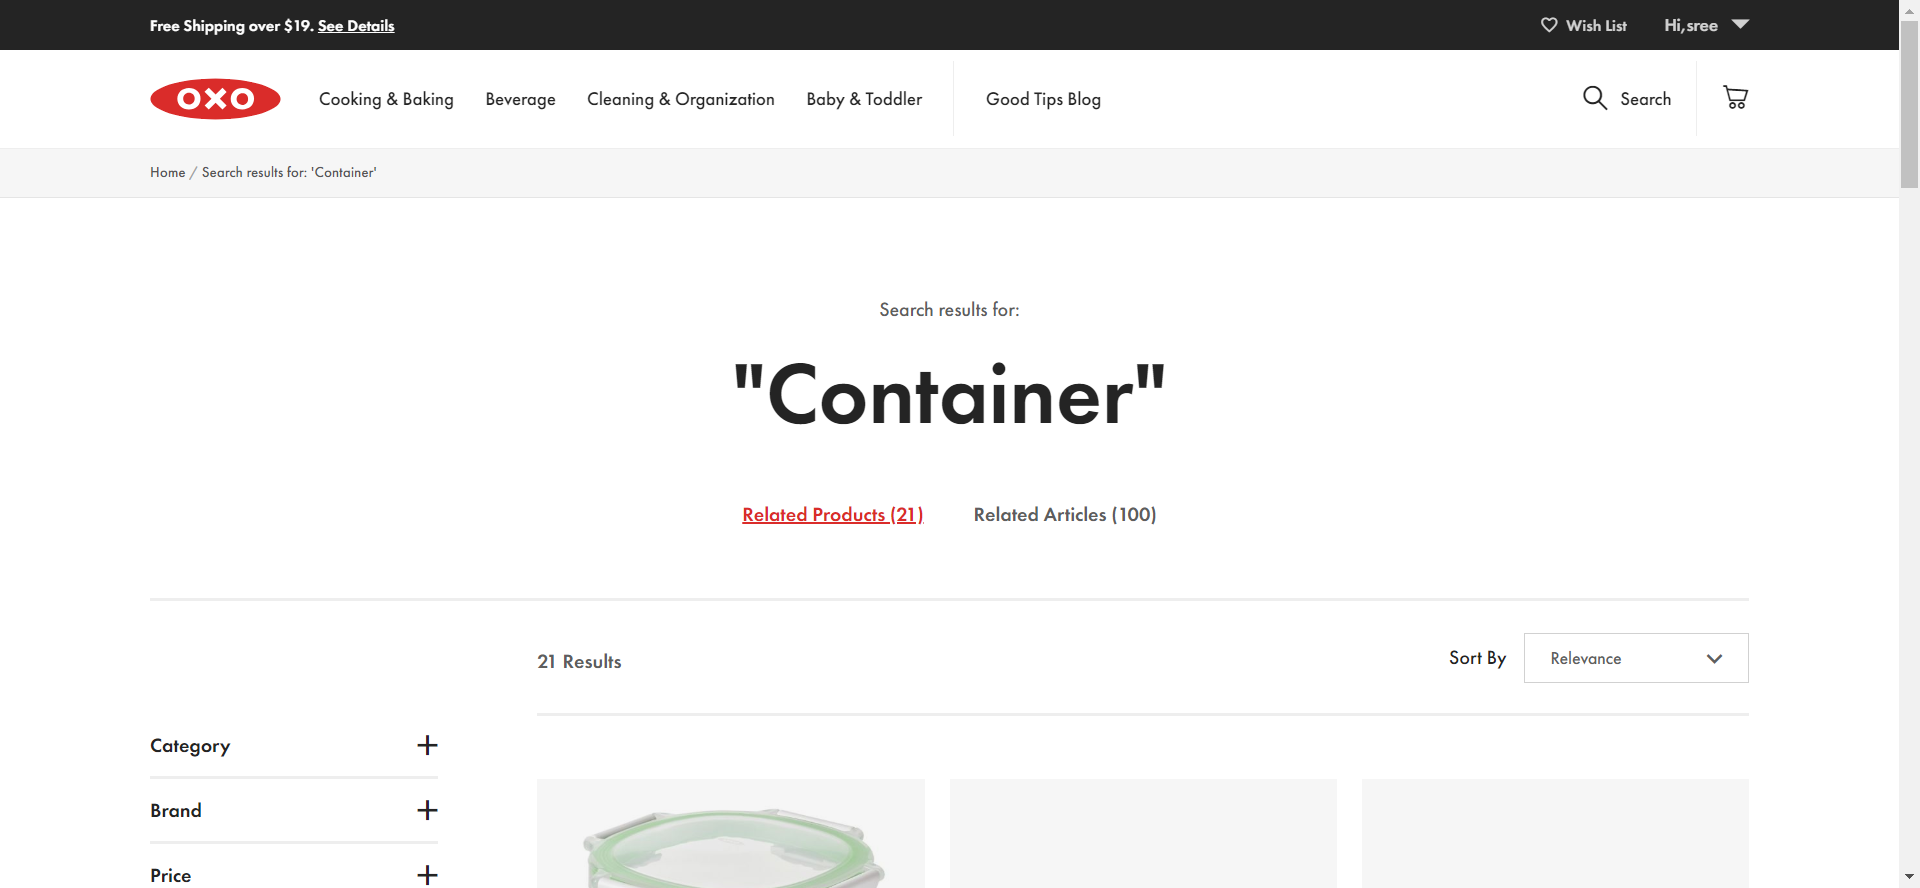 Free Shipping over $19. See Details
Wish List
Hi,sree
OXO
Cooking & Baking
Beverage
Cleaning & Organization
Baby & Toddler
Good Tips Blog
Search
Home / Search results for: 'Container'
Search results for:
"Container"
Related Products (21)
Related Articles (100)
21 Results
Sort By
Relevance
Category
Brand
Price